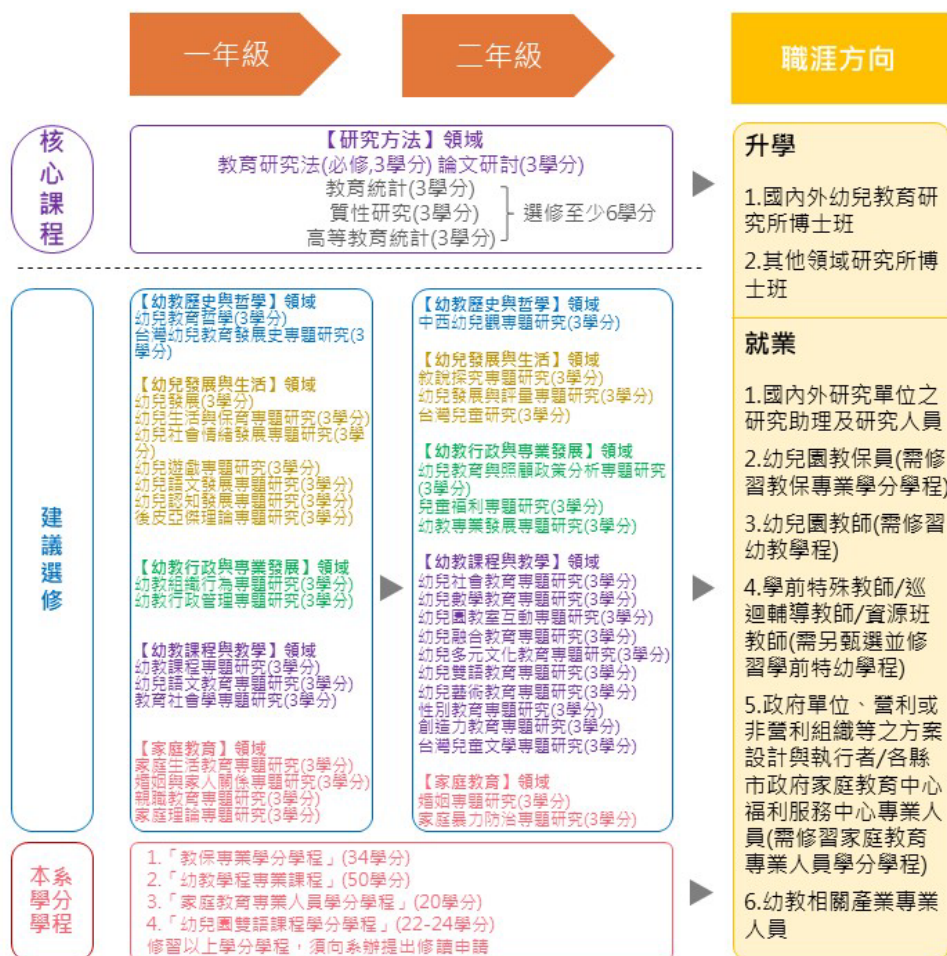 一年級
二年級
職涯方向
核
心
課
程
【研究方法】領域
教育研究法(必修,3學分) 論文研討(3學分)
教育統計(3學分)
質性研究(3學分)
高等教育統計(3學分)
選修至少6學分
建
議
選
修
【幼教歷史與哲學】領域
幼兒教育哲學(3學分)
台灣幼兒教育發展史專題研究(3
學分)
【幼兒發展與生活】領域
幼兒發展(3學分)
幼兒生活與保育專題研究(3學分)
幼兒社會情緒發展專題研究(3學
分)
幼兒遊戲專題研究(3學分)
幼兒語文發展專題研究(3學分)
幼兒認知發展專題研究(3學分)
後皮亞傑理論專題研究(3學分)
【幼教行政與專業發展】領域
幼教組織行為專題研究(3學分)
幼教行政管理專題研究(3學分)
【幼教課程與教學】領域
幼教課程專題研究(3學分)
幼兒語文教育專題研究(3學分)
教育社會學專題研究(3學分)
【家庭教育】領域
家庭生活教育專題研究(3學分)
婚姻與家人關係專題研究(3學分)
親職教育專題研究(3學分)
家庭理論專題研究(3學分)
【幼教歷史與哲學】領域
中西幼兒觀專題研究(3學分)
【幼兒發展與生活】領域
敘說探究專題研究(3學分)
幼兒發展與評量專題研究(3學分)
台灣兒童研究(3學分)
【幼教行政與專業發展】領域
幼兒教育與照顧政策分析專題研究
(3學分)
兒童福利專題研究(3學分)
幼教專業發展專題研究(3學分)
【幼教課程與教學】領域
幼兒社會教育專題研究(3學分)
幼兒數學教育專題研究(3學分)
幼兒園教室互動專題研究(3學分)
幼兒融合教育專題研究(3學分)
幼兒多元文化教育專題研究(3學分)
幼兒雙語教育專題研究(3學分)
幼兒藝術教育專題研究(3學分)
性別教育專題研究(3學分)
創造力教育專題研究(3學分)
台灣兒童文學專題研究(3學分)
【家庭教育】領域
婚姻專題研究(3學分)
家庭暴力防治專題研究(3學分)
本系
學分
學程
1.「教保專業學分學程」(34學分)
2.「幼教學程專業課程」(50學分)
3.「家庭教育專業人員學分學程」(20學分)
4.「幼兒園雙語課程學分學程」(22-24學分)
修習以上學分學程，須向系辦提出修讀申請
升學
1.國內外幼兒教育研
究所博士班
2.其他領域研究所博
士班
就業
1.國內外研究單位之
研究助理及研究人員
2.幼兒園教保員(需修
習教保專業學分學程)
3.幼兒園教師(需修習
幼教學程)
4.學前特殊教師/巡
迴輔導教師/資源班
教師(需另甄選並修
習學前特幼學程)
5.政府單位、營利或
非營利組織等之方案
設計與執行者/各縣
市政府家庭教育中心
福利服務中心專業人
員(需修習家庭教育
專業人員學分學程)
6.幼教相關產業專業
人員